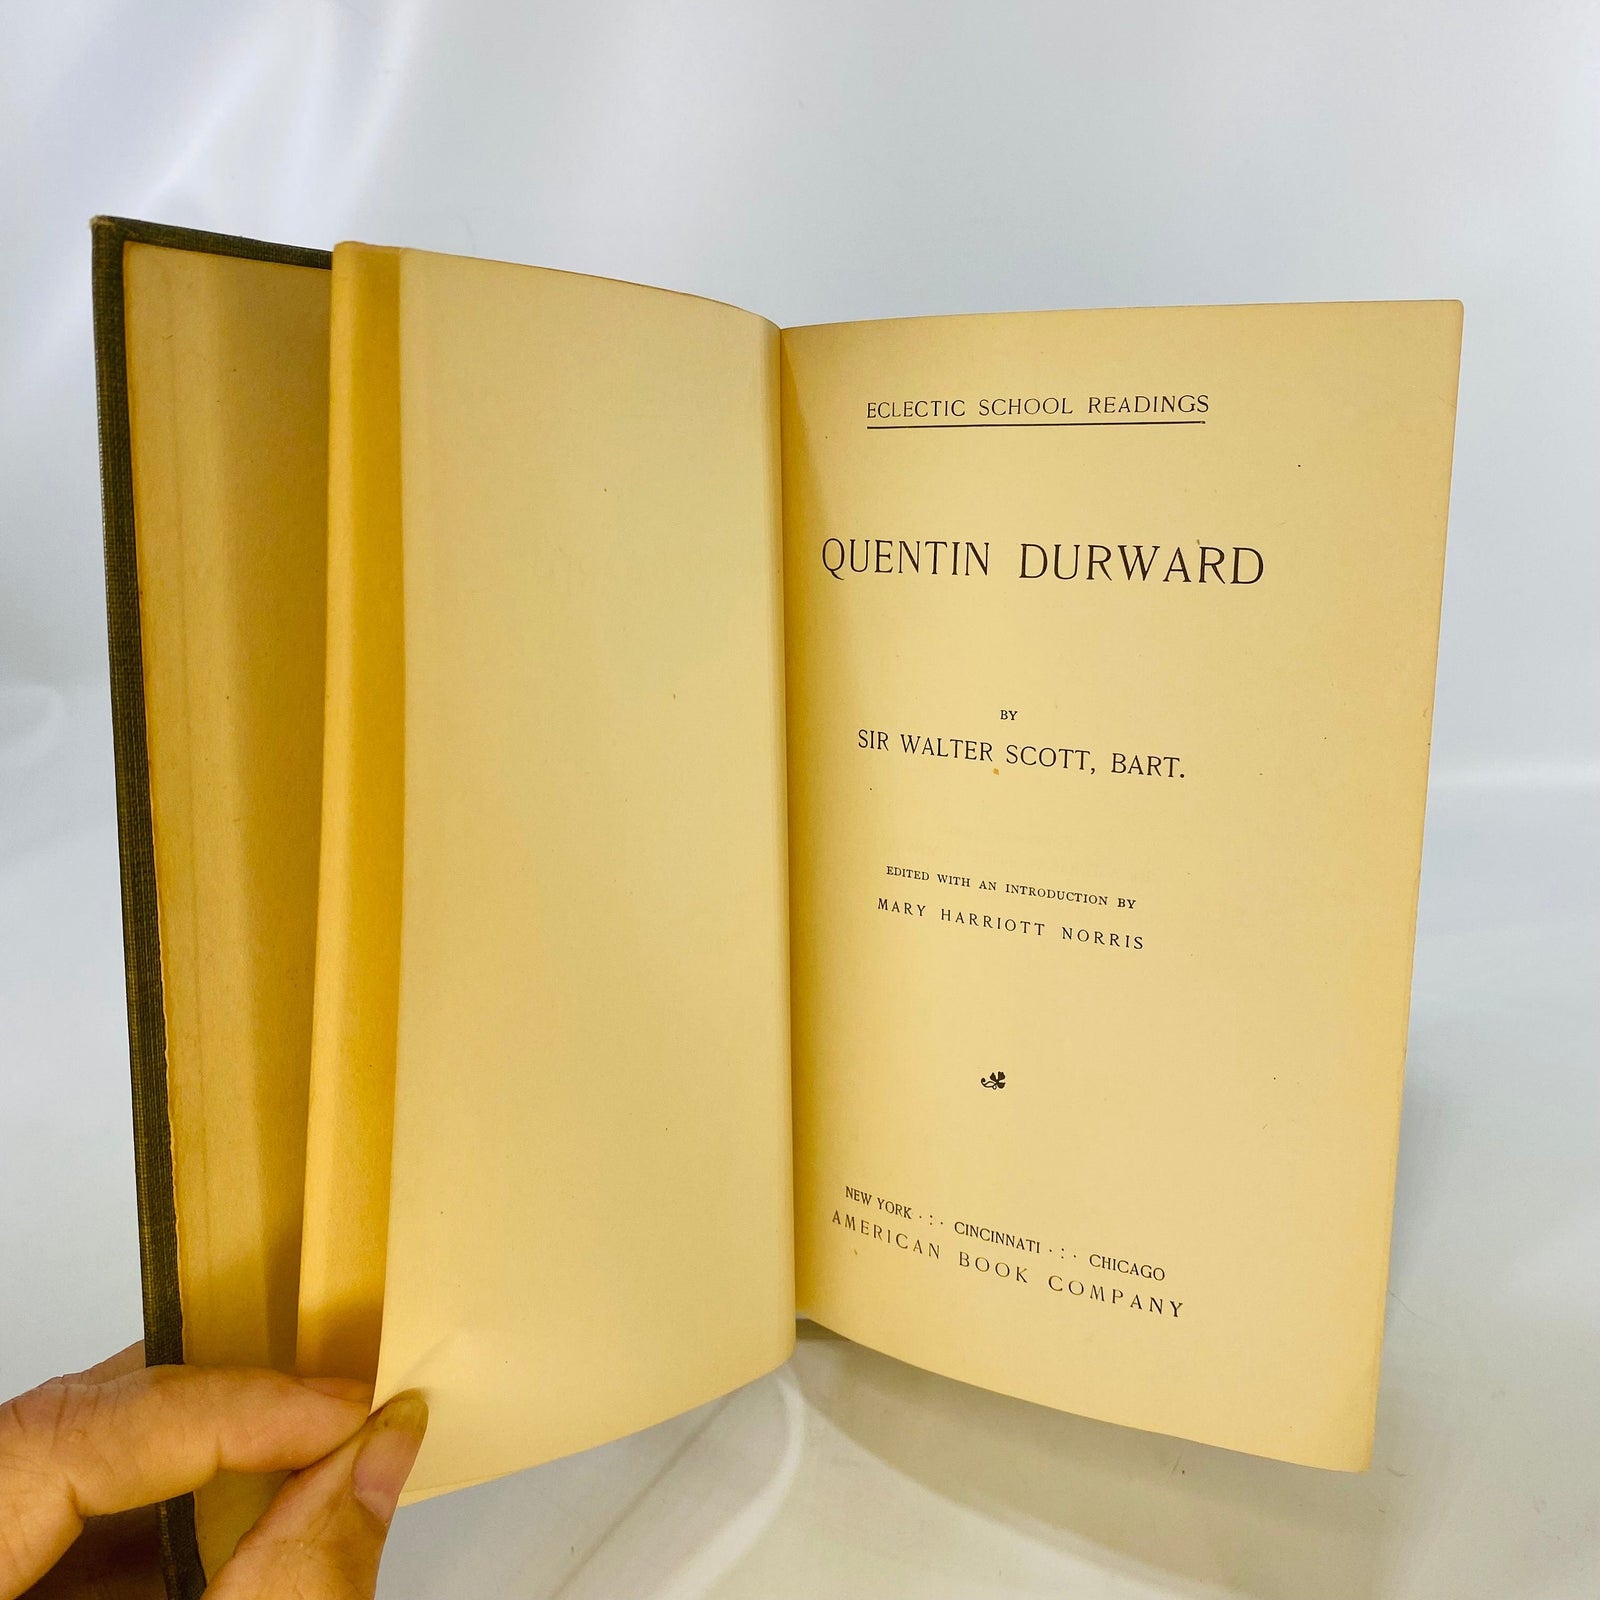 ECLECTIC SCHOOL READINGS
QUENTIN DURWARD
BY
SIR WALTER SCOTT, BART.
EDITED WITH AN INTRODUCTION BY
MARY HARRIOTT NORRIS
NEW YORK ·:· CINCINNATI ·:· CHICAGO
AMERICAN BOOK COMPANY